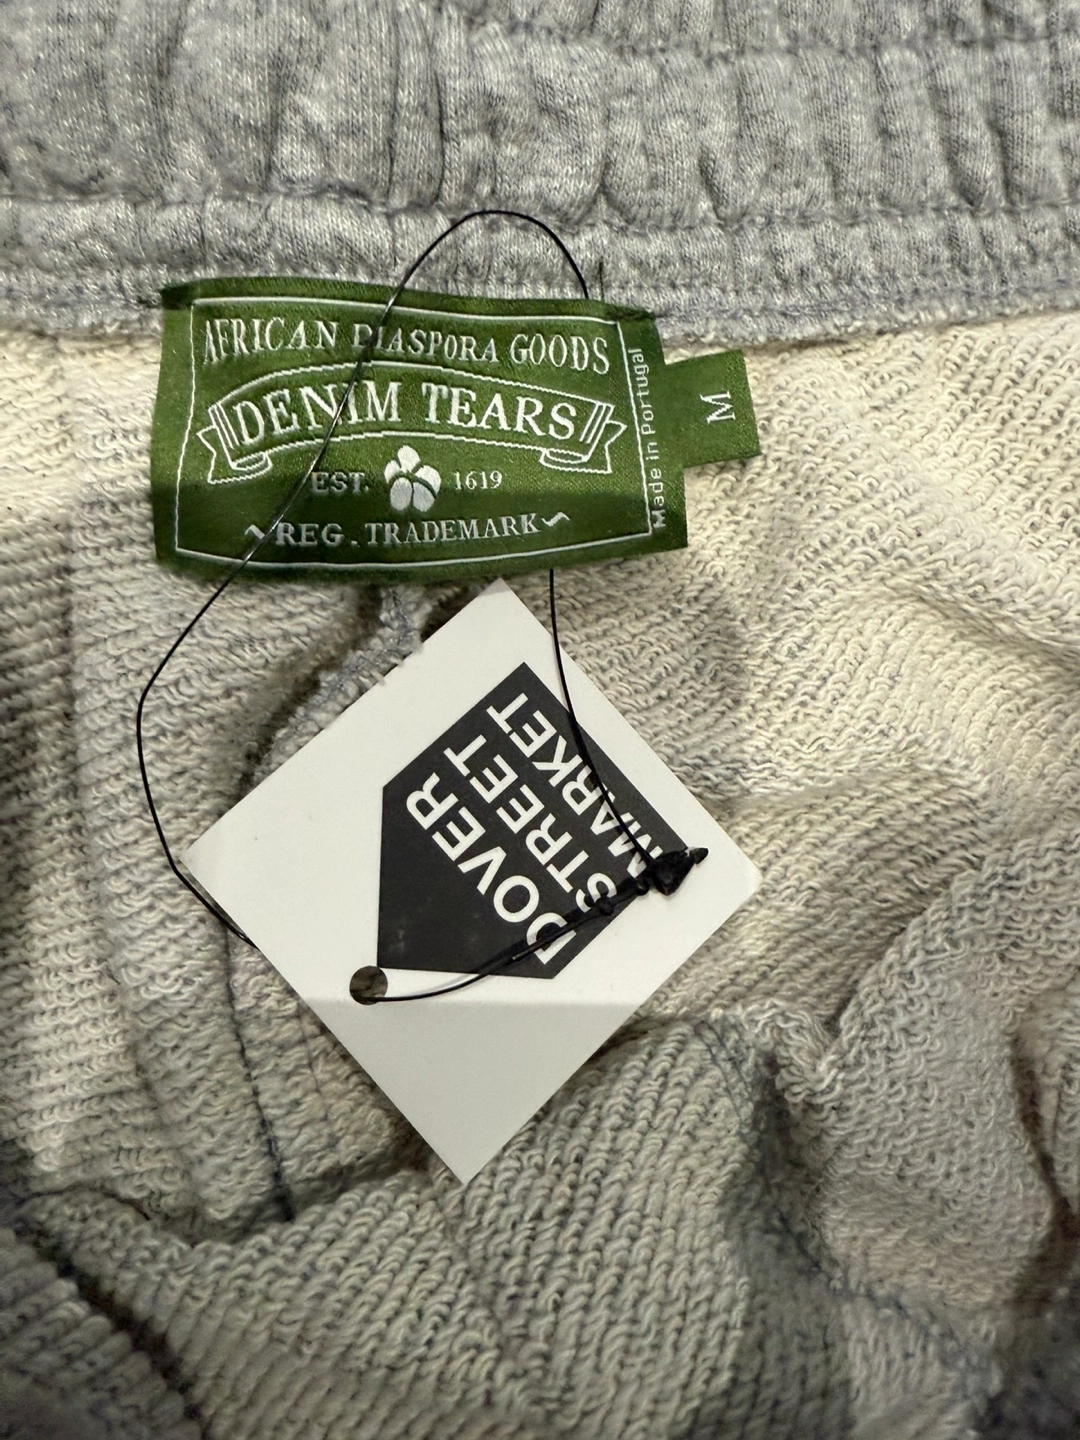 AFRICAN DIASPORA GOODS
DENIM TEARS
EST. 1619
REG. TRADEMARK
Made in Portugal
M
DOVER
STREET
MARKET